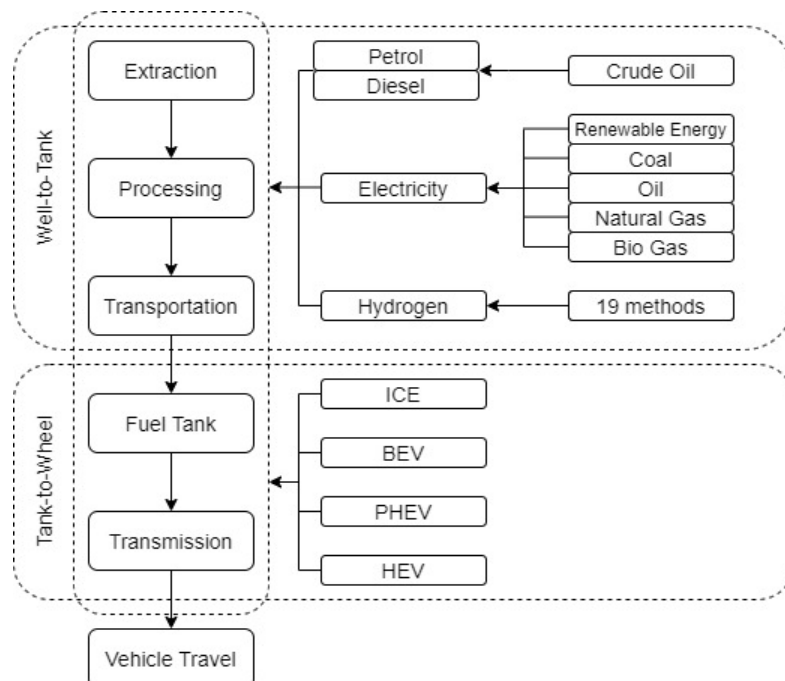 Well-to-Tank
Extraction
Processing
Transportation
Petrol
Diesel
Electricity
Hydrogen
Crude Oil
Renewable Energy
Coal
Oil
Natural Gas
Bio Gas
19 methods
Tank-to-Wheel
Fuel Tank
Transmission
ICE
BEV
PHEV
HEV
Vehicle Travel